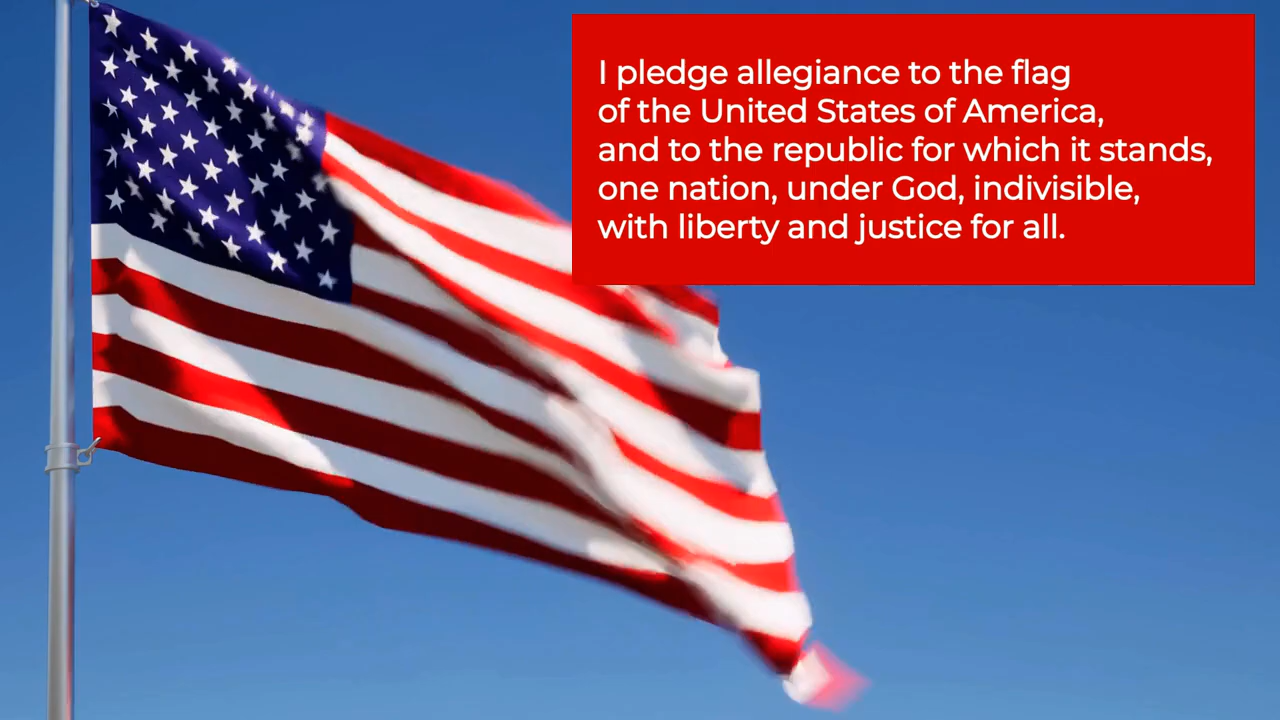 I pledge allegiance to the flag
of the United States of America,
and to the republic for which it stands,
one nation, under God, indivisible,
with liberty and justice for all.